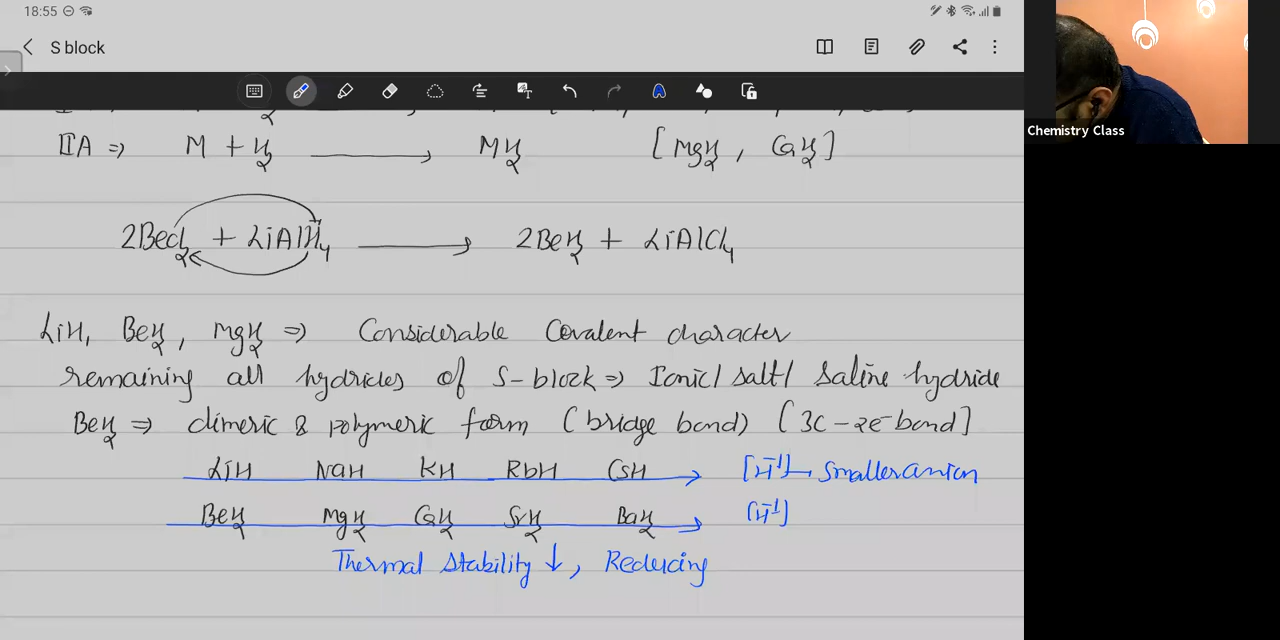 18:55
S block
Chemistry Class
IIA ⇒ M + H₂ ⟶ MH₂ [MgH₂, CaH₂]
2BeCl₂ + LiAlH₄ ⟶ 2BeH₂ + LiAlCl₄
LiH, BeH₂, MgH₂ ⇒ Considerable Covalent character
remaining all hydrides of S-block ⇒ Ionic/ salt/ Saline hydride
BeH₂ ⇒ dimeric & polymeric form (bridge bond) [3C-2e⁻ bond]
LiH NaH KH RbH CsH ⟶ [H⁻¹] → Smaller anion
BeH₂ MgH₂ CaH₂ SrH₂ BaH₂ ⟶ [H⁻¹]
Thermal Stability ↓, Reducing